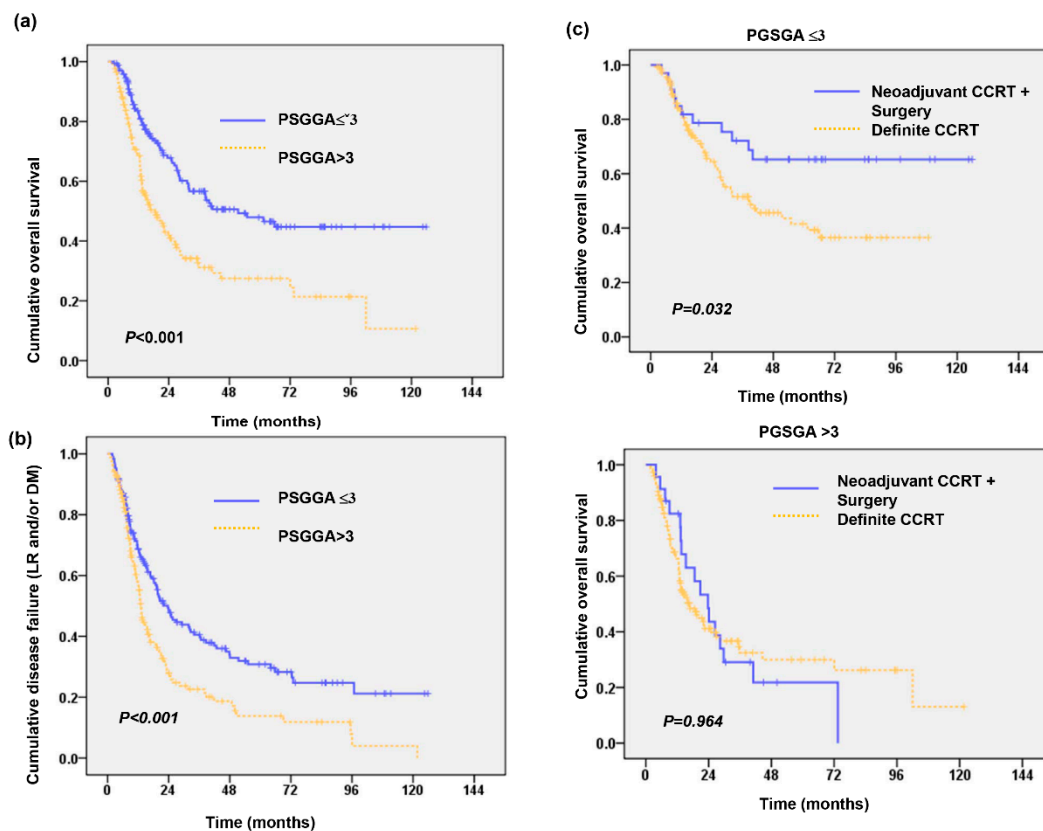 (a)
Cumulative overall survival
1.0
0.8
0.6
0.4
0.2
0.0
PSGGA≤˘3
PSGGA>3
P<0.001
0 24 48 72 96 120 144
Time (months)
(b)
Cumulative disease failure (LR and/or DM)
1.0
0.8
0.6
0.4
0.2
0.0
PSGGA ≤3
PSGGA>3
P<0.001
0 24 48 72 96 120 144
Time (months)
(c)
PGSGA ≤3
Cumulative overall survival
1.0
0.8
0.6
0.4
0.2
0.0
Neoadjuvant CCRT +
Surgery
Definite CCRT
P=0.032
0 24 48 72 96 120 144
Time (months)
PGSGA >3
Cumulative overall survival
1.0
0.8
0.6
0.4
0.2
0.0
Neoadjuvant CCRT +
Surgery
Definite CCRT
P=0.964
0 24 48 72 96 120 144
Time (months)